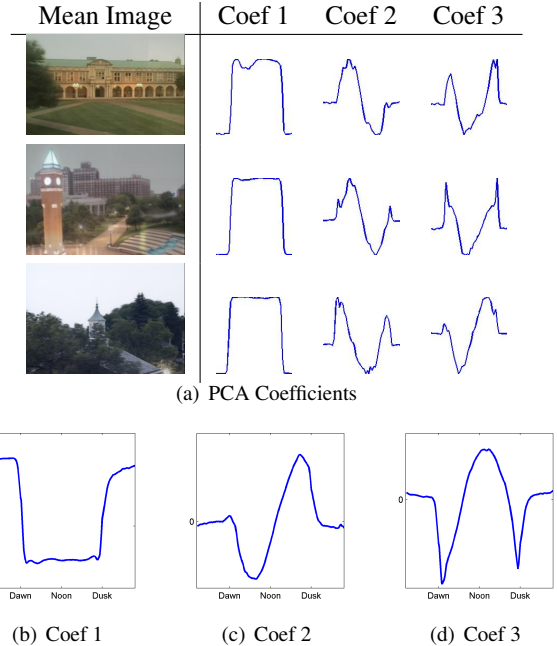 Mean Image Coef 1 Coef 2 Coef 3
(a) PCA Coefficients
Dawn Noon Dusk
(b) Coef 1
0
Dawn Noon Dusk
(c) Coef 2
0
Dawn Noon Dusk
(d) Coef 3